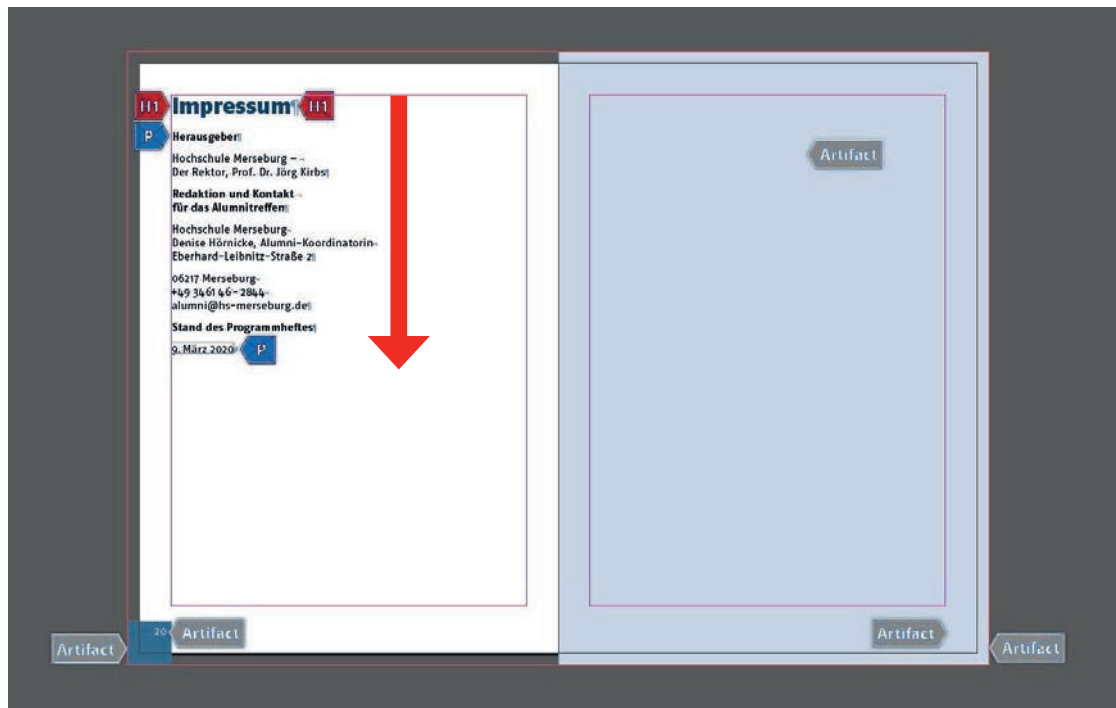 H1 Impressum¶ H1
P Herausgeber¶
Hochschule Merseburg –
Der Rektor, Prof. Dr. Jörg Kirbs¶
Redaktion und Kontakt
für das Alumnitreffen¶
Hochschule Merseburg
Denise Hörnicke, Alumni-Koordinatorin
Eberhard-Leibnitz-Straße 2¶
06217 Merseburg
+49 3461 46-2844
alumni@hs-merseburg.de¶
Stand des Programmheftes¶
9. März 2020 P
Artifact
20 Artifact
Artifact
Artifact
Artifact